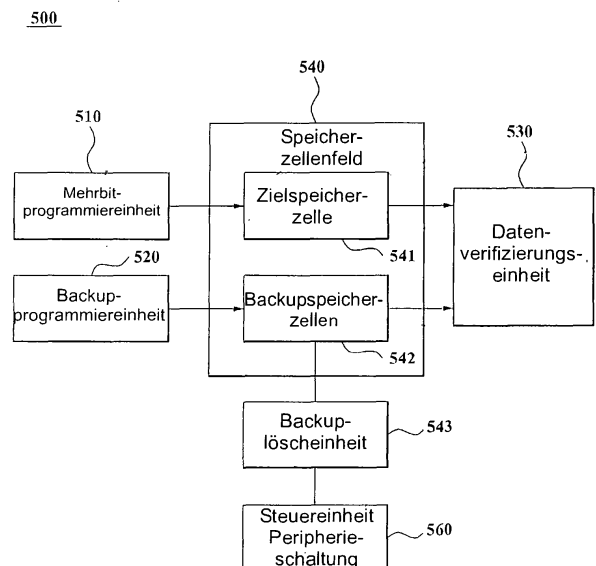 500
540
510
530
Speicher-
zellenfeld
Mehrbit-
programmiereinheit
Zielspeicher-
zelle
Daten-
verifizierungs-
einheit
541
520
Backup-
programmiereinheit
Backupspeicher-
zellen
542
Backup-
löscheinheit
543
Steuereinheit
Peripherie-
schaltung
560